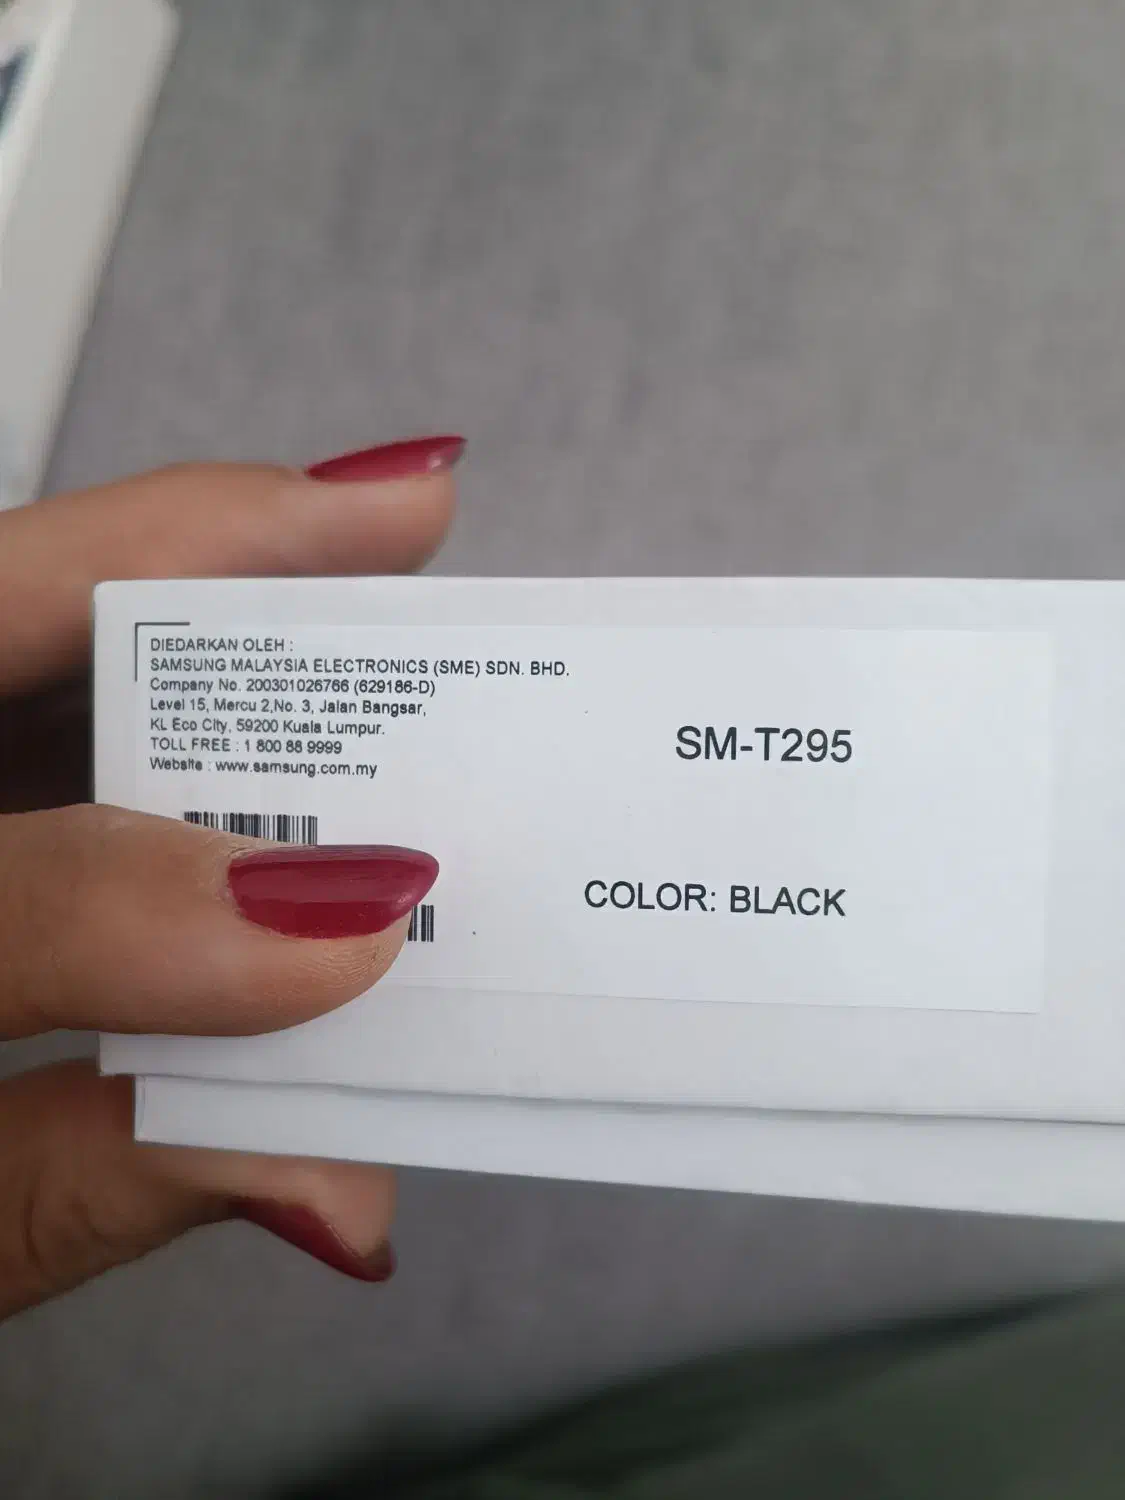 DIEDARKAN OLEH :
SAMSUNG MALAYSIA ELECTRONICS (SME) SDN. BHD.
Company No. 200301026766 (629186-D)
Level 15, Mercu 2,No. 3, Jalan Bangsar,
KL Eco City, 59200 Kuala Lumpur.
TOLL FREE : 1 800 88 9999
Website : www.samsung.com.my
SM-T295
COLOR: BLACK